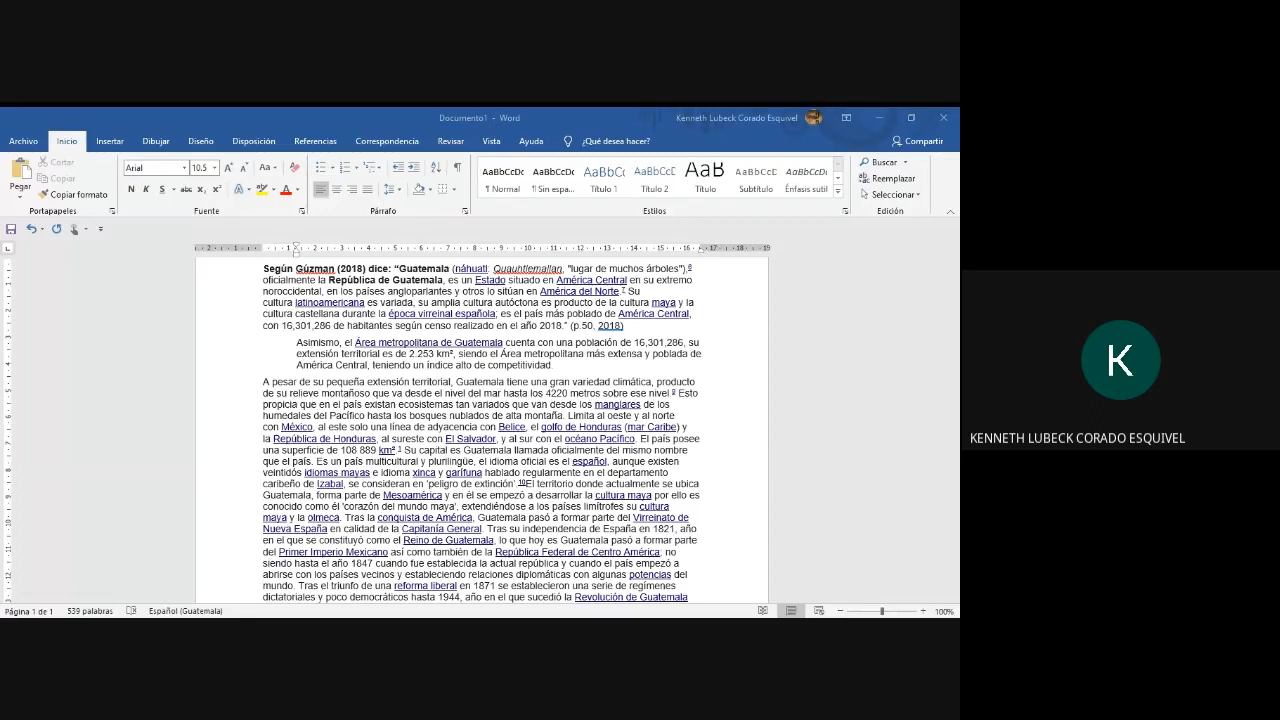 Documento1 - Word
Kenneth Lubeck Corado Esquivel
Archivo Inicio Insertar Dibujar Diseño Disposición Referencias Correspondencia Revisar Vista Ayuda ¿Qué desea hacer? Compartir
Pegar
Cortar
Copiar
Copiar formato
Portapapeles
Arial 10.5
Fuente
Párrafo
AaBbCcDc AaBbCcDc AaBbCc AaBbCcD AaB AaBbCcD AaBbCcDc
¶ Normal ¶ Sin espa... Título 1 Título 2 Título Subtítulo Énfasis sutil
Estilos
Buscar
Reemplazar
Seleccionar
Edición
Según Gúzman (2018) dice: “Guatemala (náhuatl: Quauhtlemallan, "lugar de muchos árboles"),6
oficialmente la República de Guatemala, es un Estado situado en América Central en su extremo
noroccidental, en los países angloparlantes y otros lo sitúan en América del Norte.7 Su
cultura latinoamericana es variada, su amplia cultura autóctona es producto de la cultura maya y la
cultura castellana durante la época virreinal española; es el país más poblado de América Central,
con 16,301,286 de habitantes según censo realizado en el año 2018.” (p.50, 2018)
Asimismo, el Área metropolitana de Guatemala cuenta con una población de 16,301,286, su
extensión territorial es de 2.253 km², siendo el Área metropolitana más extensa y poblada de
América Central, teniendo un índice alto de competitividad.
A pesar de su pequeña extensión territorial, Guatemala tiene una gran variedad climática, producto
de su relieve montañoso que va desde el nivel del mar hasta los 4220 metros sobre ese nivel.9 Esto
propicia que en el país existan ecosistemas tan variados que van desde los manglares de los
humedales del Pacífico hasta los bosques nublados de alta montaña. Limita al oeste y al norte
con México, al este solo una línea de adyacencia con Belice, el golfo de Honduras (mar Caribe) y
la República de Honduras, al sureste con El Salvador, y al sur con el océano Pacífico. El país posee
una superficie de 108 889 km².1 Su capital es Guatemala llamada oficialmente del mismo nombre
que el país. Es un país multicultural y plurilingüe, el idioma oficial es el español, aunque existen
veintidós idiomas mayas e idioma xinca y garífuna hablado regularmente en el departamento
caribeño de Izabal, se consideran en 'peligro de extinción'.10El territorio donde actualmente se ubica
Guatemala, forma parte de Mesoamérica y en él se empezó a desarrollar la cultura maya por ello es
conocido como él 'corazón del mundo maya', extendiéndose a los países limítrofes su cultura
maya y la olmeca. Tras la conquista de América, Guatemala pasó a formar parte del Virreinato de
Nueva España en calidad de la Capitanía General. Tras su independencia de España en 1821, año
en el que se constituyó como el Reino de Guatemala, lo que hoy es Guatemala pasó a formar parte
del Primer Imperio Mexicano así como también de la República Federal de Centro América; no
siendo hasta el año 1847 cuando fue establecida la actual república y cuando el país empezó a
abrirse con los países vecinos y estableciendo relaciones diplomáticas con algunas potencias del
mundo. Tras el triunfo de una reforma liberal en 1871 se establecieron una serie de regímenes
dictatoriales y poco democráticos hasta 1944, año en el que sucedió la Revolución de Guatemala
Página 1 de 1 539 palabras Español (Guatemala) 100%
K
KENNETH LUBECK CORADO ESQUIVEL